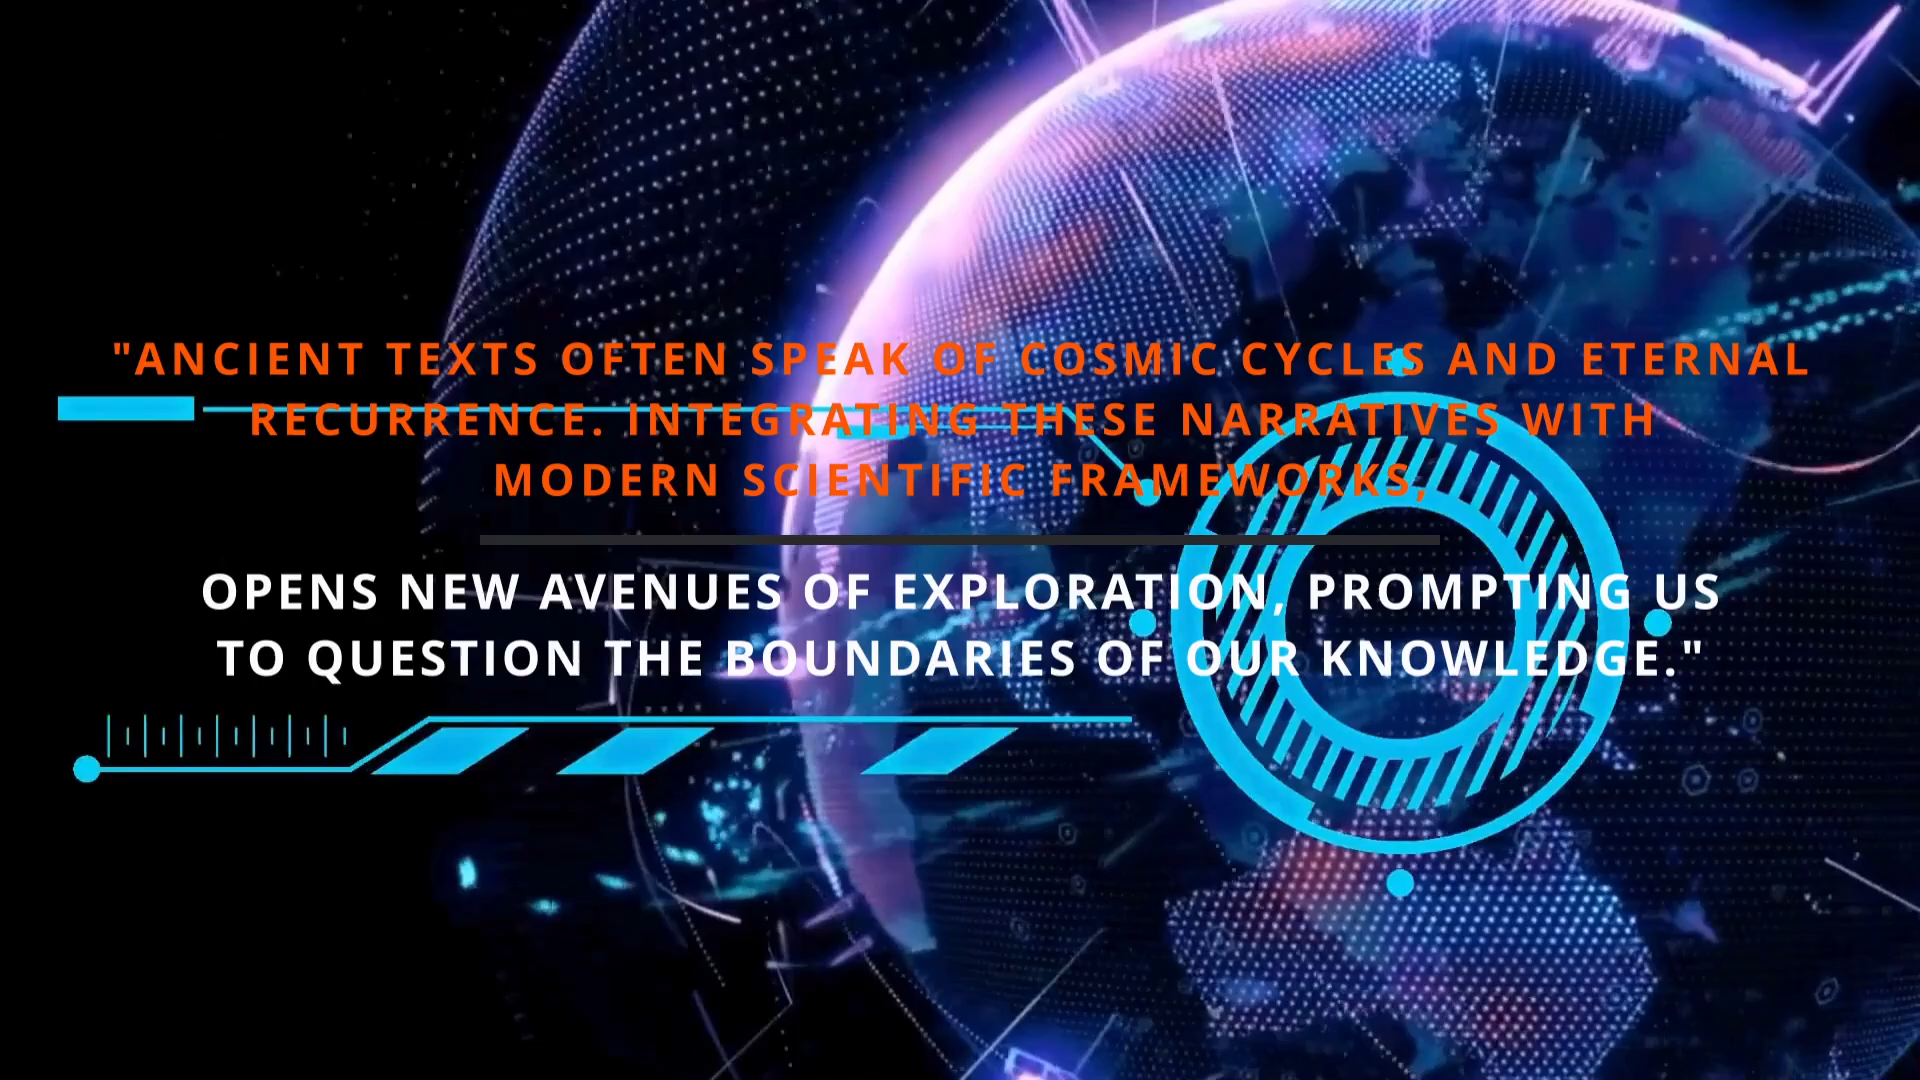 "ANCIENT TEXTS OFTEN SPEAK OF COSMIC CYCLES AND ETERNAL
RECURRENCE. INTEGRATING THESE NARRATIVES WITH
MODERN SCIENTIFIC FRAMEWORKS,
OPENS NEW AVENUES OF EXPLORATION, PROMPTING US
TO QUESTION THE BOUNDARIES OF OUR KNOWLEDGE."